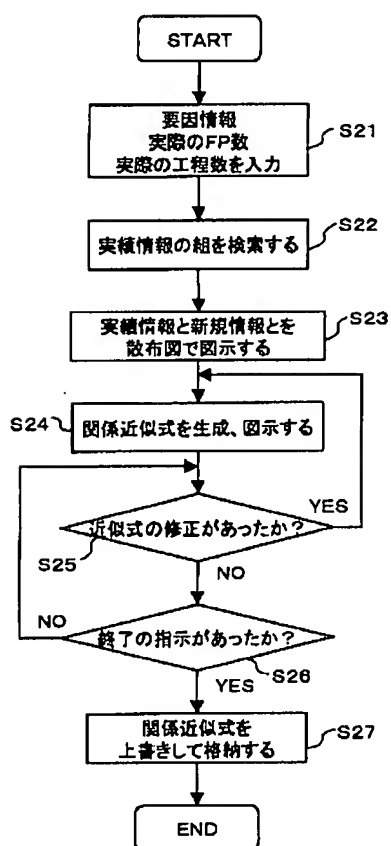 START
要因情報
実際のFP数
実際の工程数を入力
S21
実績情報の組を検索する
S22
実績情報と新規情報とを
散布図で図示する
S23
S24
関係近似式を生成、図示する
近似式の修正があったか?
YES
S25
NO
終了の指示があったか?
NO
S26
YES
関係近似式を
上書きして格納する
S27
END